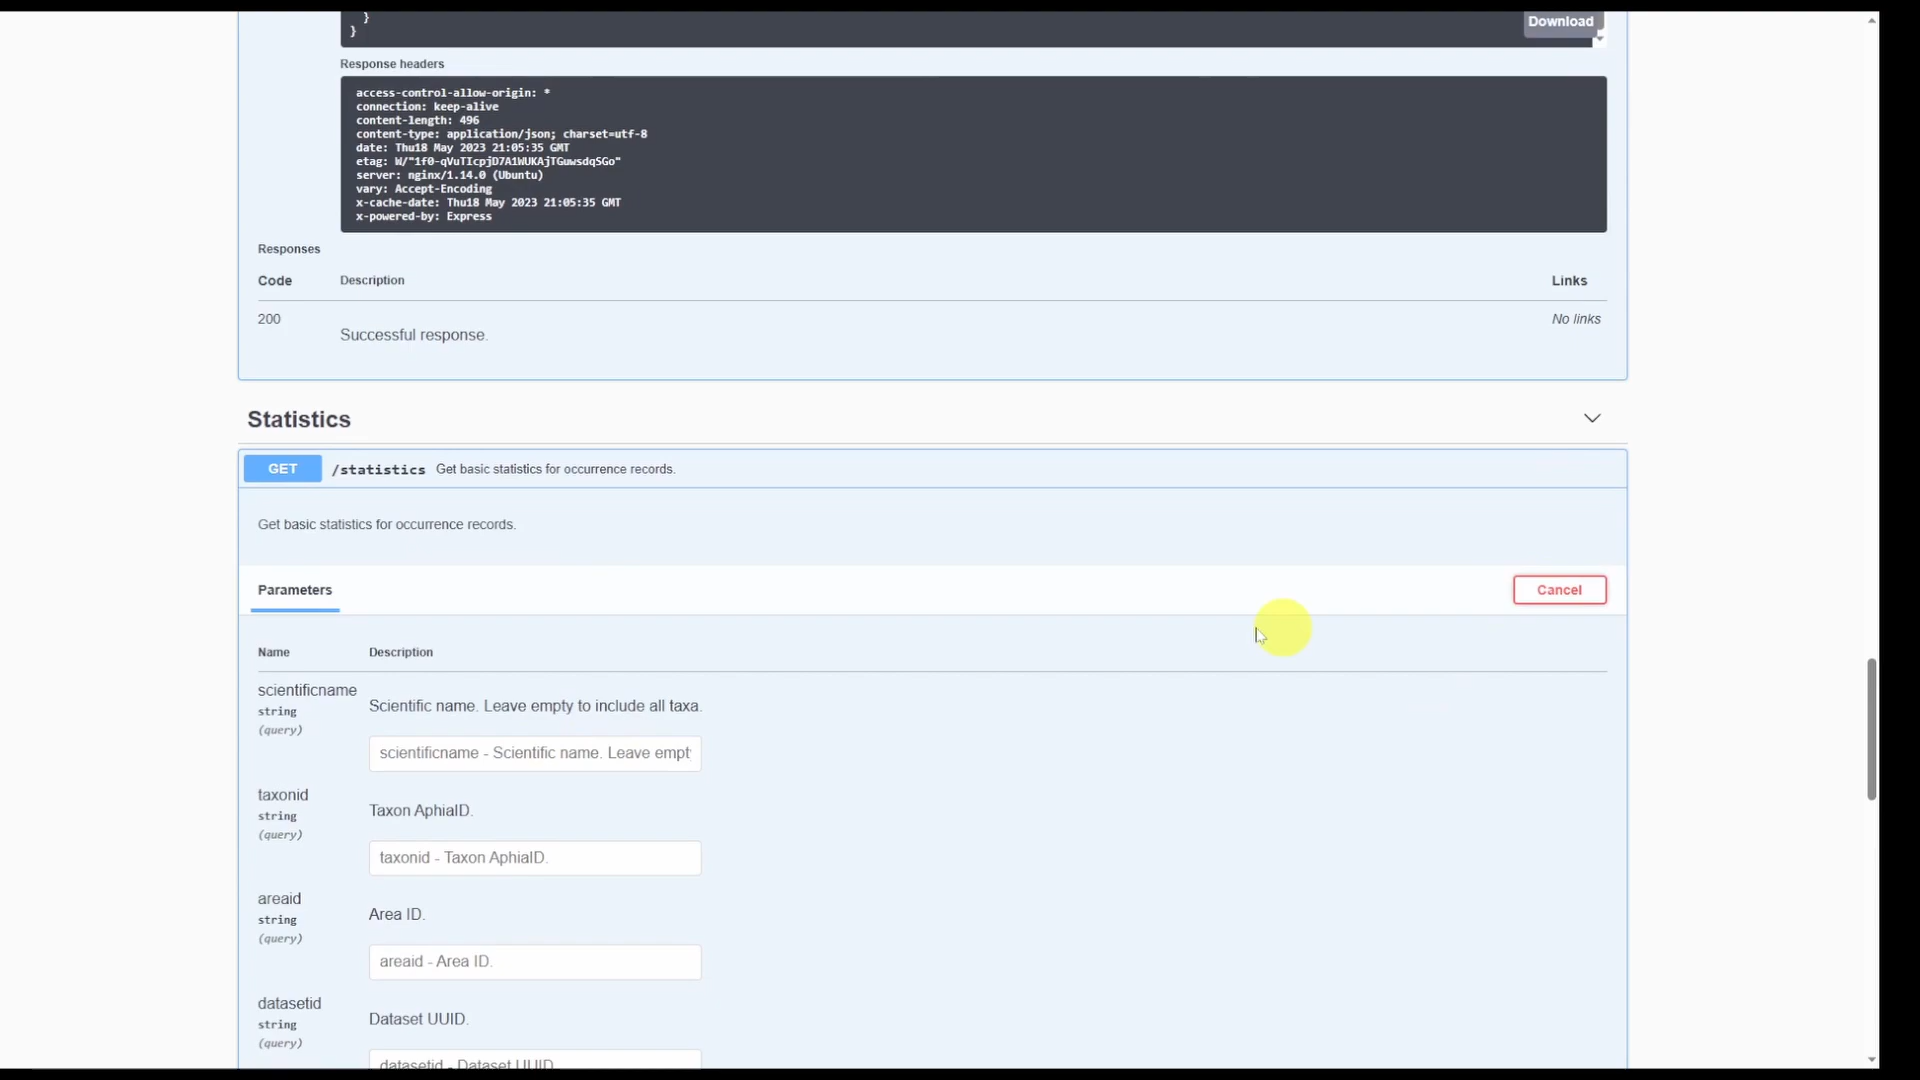 }
}
Download
Response headers
access-control-allow-origin: *
connection: keep-alive
content-length: 496
content-type: application/json; charset=utf-8
date: Thu18 May 2023 21:05:35 GMT
etag: W/"1f0-qVuTIcpjD7A1WUKAjTGuwsdqSGo"
server: nginx/1.14.0 (Ubuntu)
vary: Accept-Encoding
x-cache-date: Thu18 May 2023 21:05:35 GMT
x-powered-by: Express
Responses
Code Description Links
200 Successful response. No links
Statistics
GET /statistics Get basic statistics for occurrence records.
Get basic statistics for occurrence records.
Parameters Cancel
Name Description
scientificname
string
(query)
Scientific name. Leave empty to include all taxa.
scientificname - Scientific name. Leave empt
taxonid
string
(query)
Taxon AphiaID.
taxonid - Taxon AphiaID.
areaid
string
(query)
Area ID.
areaid - Area ID.
datasetid
string
(query)
Dataset UUID.
datasetid - Dataset UUID.